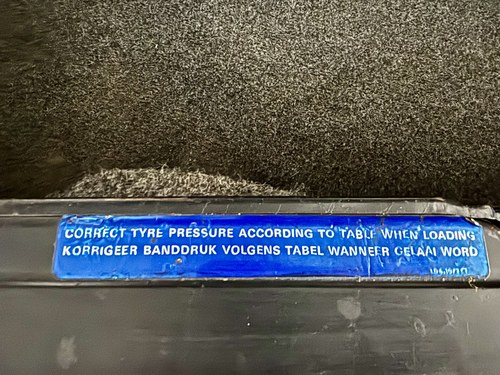 CORRECT TYRE PRESSURE ACCORDING TO TABLE WHEN LOADING
KORRIGEER BANDDRUK VOLGENS TABEL WANNEER GELAAI WORD